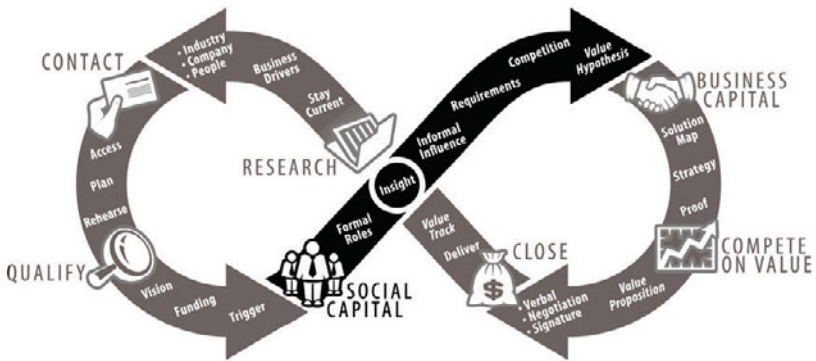 RESEARCH
Stay
Current
Business
Drivers
• Industry
• Company
• People
CONTACT
Access
Plan
Rehearse
QUALIFY
Vision
Funding
Trigger
SOCIAL
CAPITAL
Formal
Roles
Insight
Informal
Influence
Requirements
Competition
Value
Hypothesis
BUSINESS
CAPITAL
Solution
Map
Strategy
Proof
COMPETE
ON VALUE
Value
Proposition
• Verbal
• Negotiation
• Signature
CLOSE
$
Deliver
Value
Track